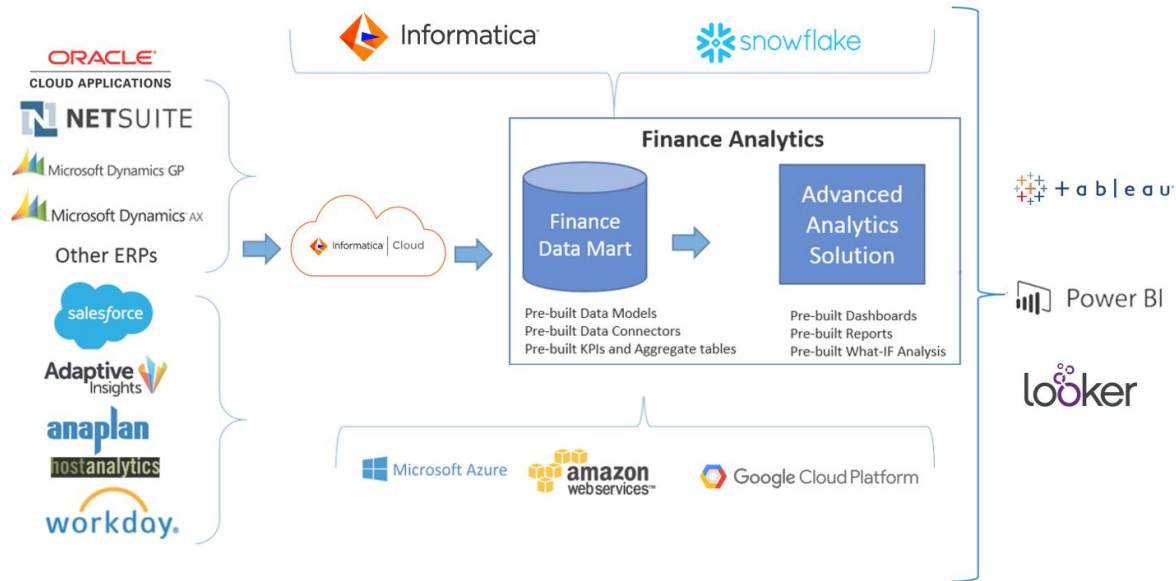 ORACLE
CLOUD APPLICATIONS
NETSUITE
Microsoft Dynamics GP
Microsoft Dynamics AX
Other ERPs
salesforce
Adaptive
Insights
anaplan
hostanalytics
workday.
Informatica | Cloud
Informatica
snowflake
Finance Analytics
Finance
Data Mart
Pre-built Data Models
Pre-built Data Connectors
Pre-built KPIs and Aggregate tables
Advanced
Analytics
Solution
Pre-built Dashboards
Pre-built Reports
Pre-built What-IF Analysis
Microsoft Azure
amazon
webservices™
Google Cloud Platform
+ableau
Power BI
looker